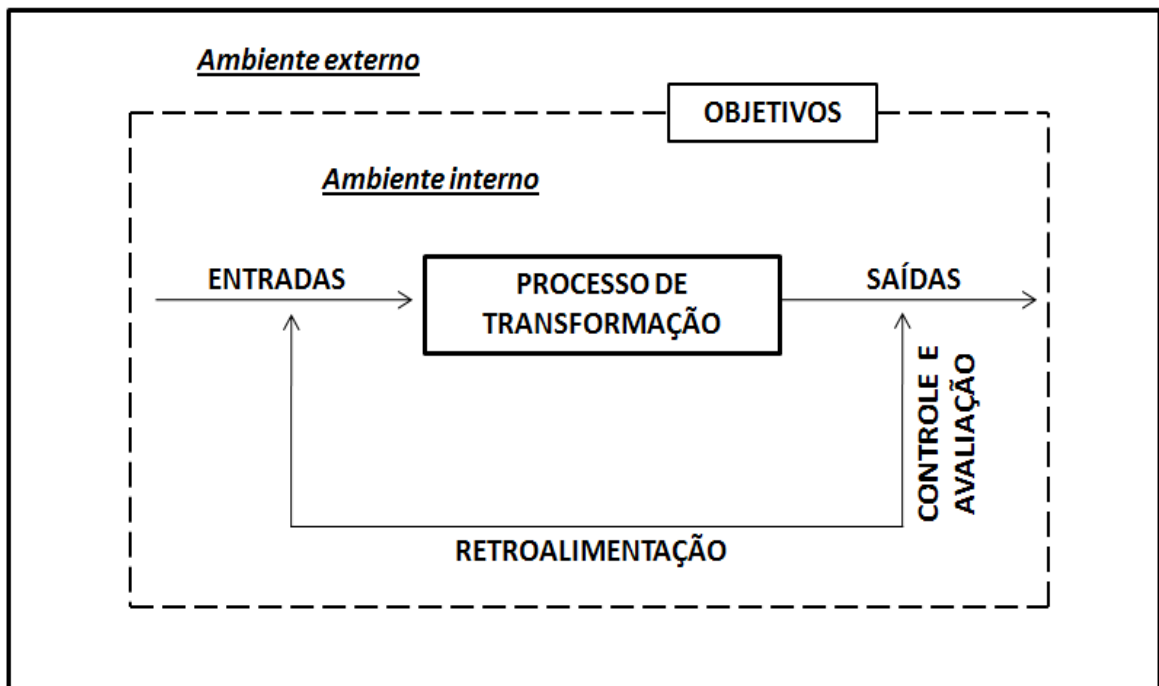 Ambiente externo
OBJETIVOS
Ambiente interno
ENTRADAS
PROCESSO DE
TRANSFORMAÇÃO
SAÍDAS
CONTROLE E
AVALIAÇÃO
RETROALIMENTAÇÃO